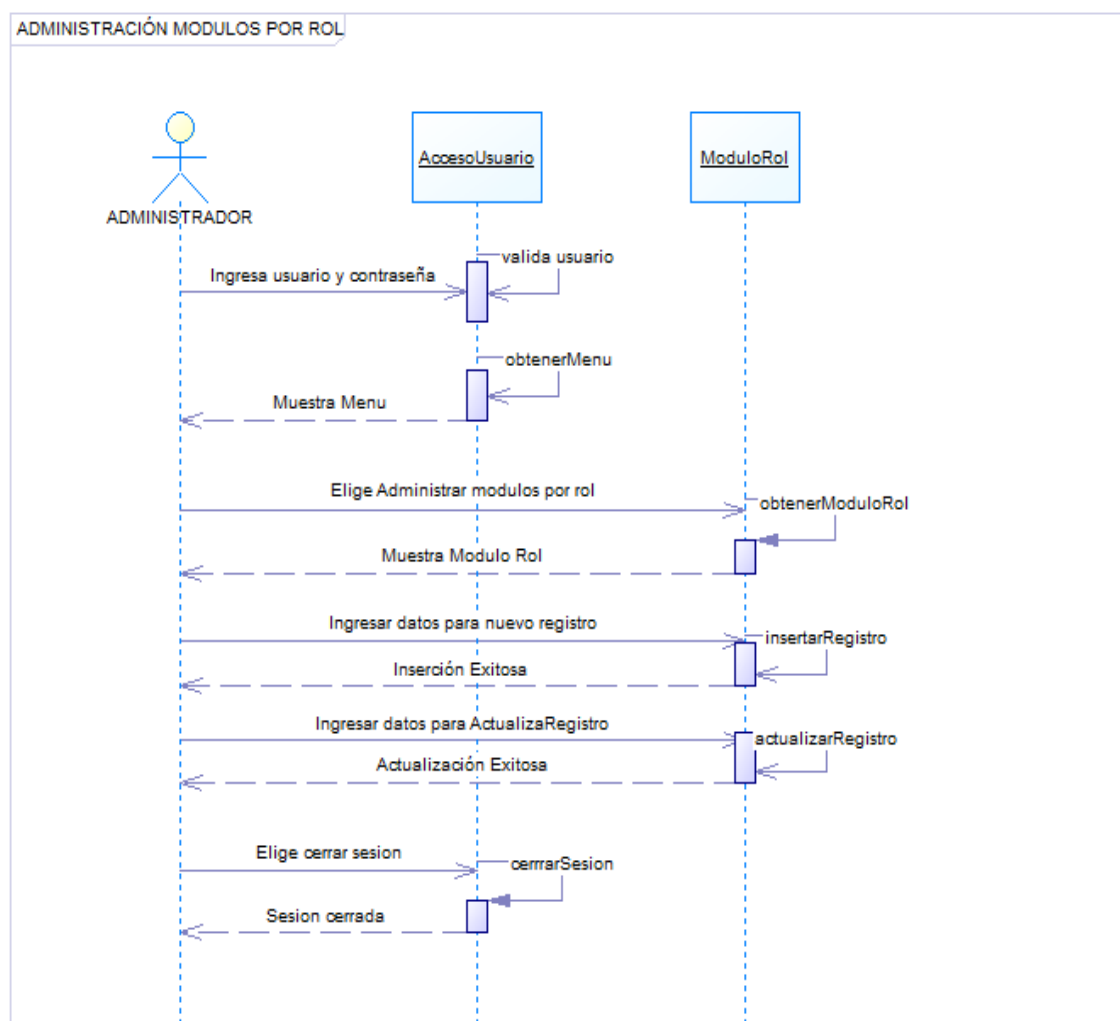 ADMINISTRACIÓN MODULOS POR ROL
AccesoUsuario
ModuloRol
ADMINISTRADOR
valida usuario
Ingresa usuario y contraseña
obtenerMenu
Muestra Menu
Elige Administrar modulos por rol
obtenerModuloRol
Muestra Modulo Rol
Ingresar datos para nuevo registro
insertarRegistro
Inserción Exitosa
Ingresar datos para ActualizaRegistro
actualizarRegistro
Actualización Exitosa
Elige cerrar sesion
cerrrarSesion
Sesion cerrada